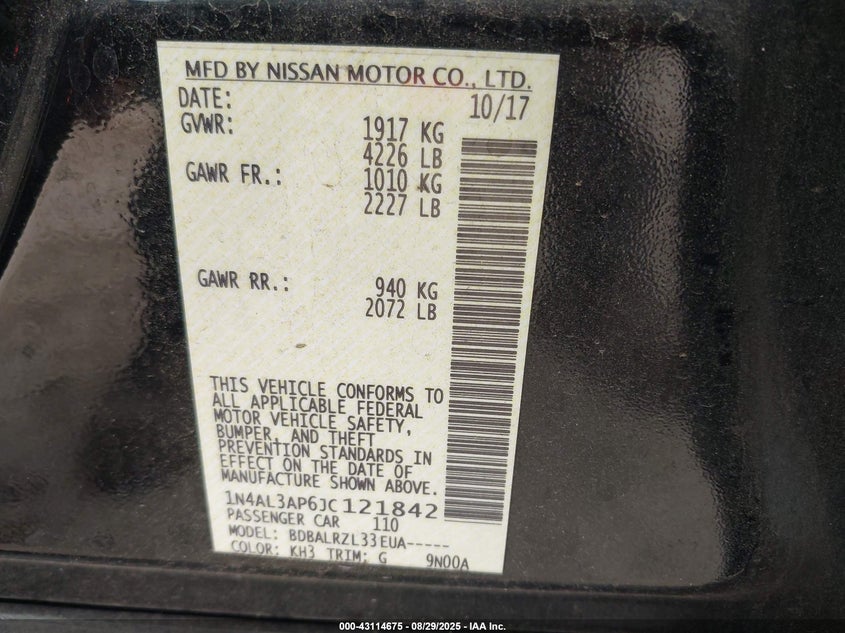 MFD BY NISSAN MOTOR CO., LTD.
DATE: 10/17
GVWR: 1917 KG
4226 LB
GAWR FR.: 1010 KG
2227 LB
GAWR RR.: 940 KG
2072 LB
THIS VEHICLE CONFORMS TO
ALL APPLICABLE FEDERAL
MOTOR VEHICLE SAFETY,
BUMPER, AND THEFT
PREVENTION STANDARDS IN
EFFECT ON THE DATE OF
MANUFACTURE SHOWN ABOVE.
1N4AL3AP6JC121842
PASSENGER CAR 110
MODEL: BDBALRZL33EUA-----
COLOR: KH3 TRIM: G 9N00A
000-43114675 - 08/29/2025 - IAA Inc.